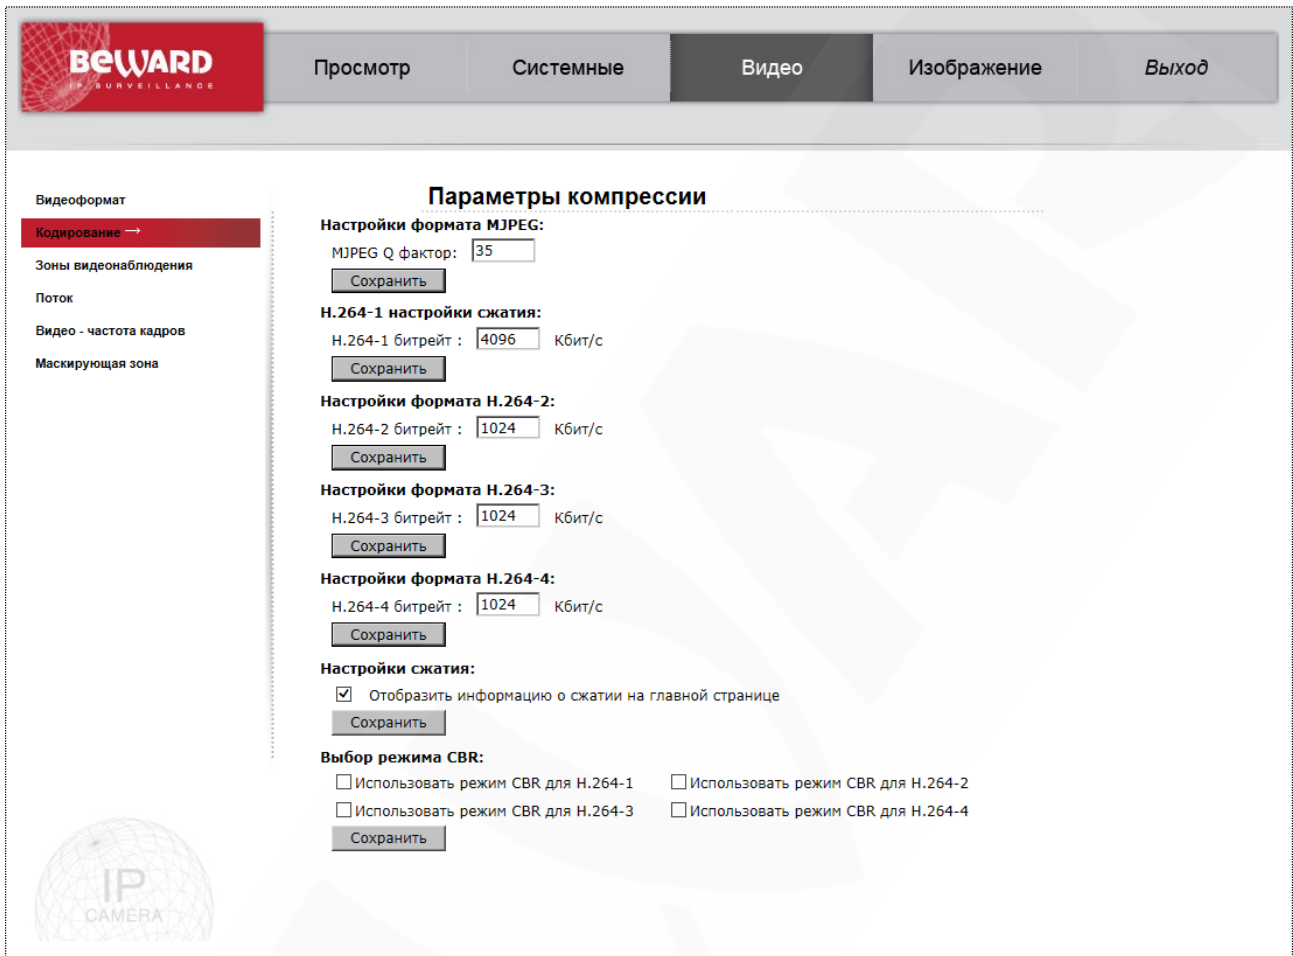 BEWARD
IP SURVEILLANCE
Просмотр Системные Видео Изображение Выход
Видеоформат
Кодирование →
Зоны видеонаблюдения
Поток
Видео - частота кадров
Маскирующая зона
Параметры компрессии
Настройки формата MJPEG:
MJPEG Q фактор: 35
Сохранить
Н.264-1 настройки сжатия:
Н.264-1 битрейт : 4096 Кбит/с
Сохранить
Настройки формата Н.264-2:
Н.264-2 битрейт : 1024 Кбит/с
Сохранить
Настройки формата Н.264-3:
Н.264-3 битрейт : 1024 Кбит/с
Сохранить
Настройки формата Н.264-4:
Н.264-4 битрейт : 1024 Кбит/с
Сохранить
Настройки сжатия:
Отобразить информацию о сжатии на главной странице
Сохранить
Выбор режима CBR:
Использовать режим CBR для Н.264-1 Использовать режим CBR для Н.264-2
Использовать режим CBR для Н.264-3 Использовать режим CBR для Н.264-4
Сохранить
IP
CAMERA